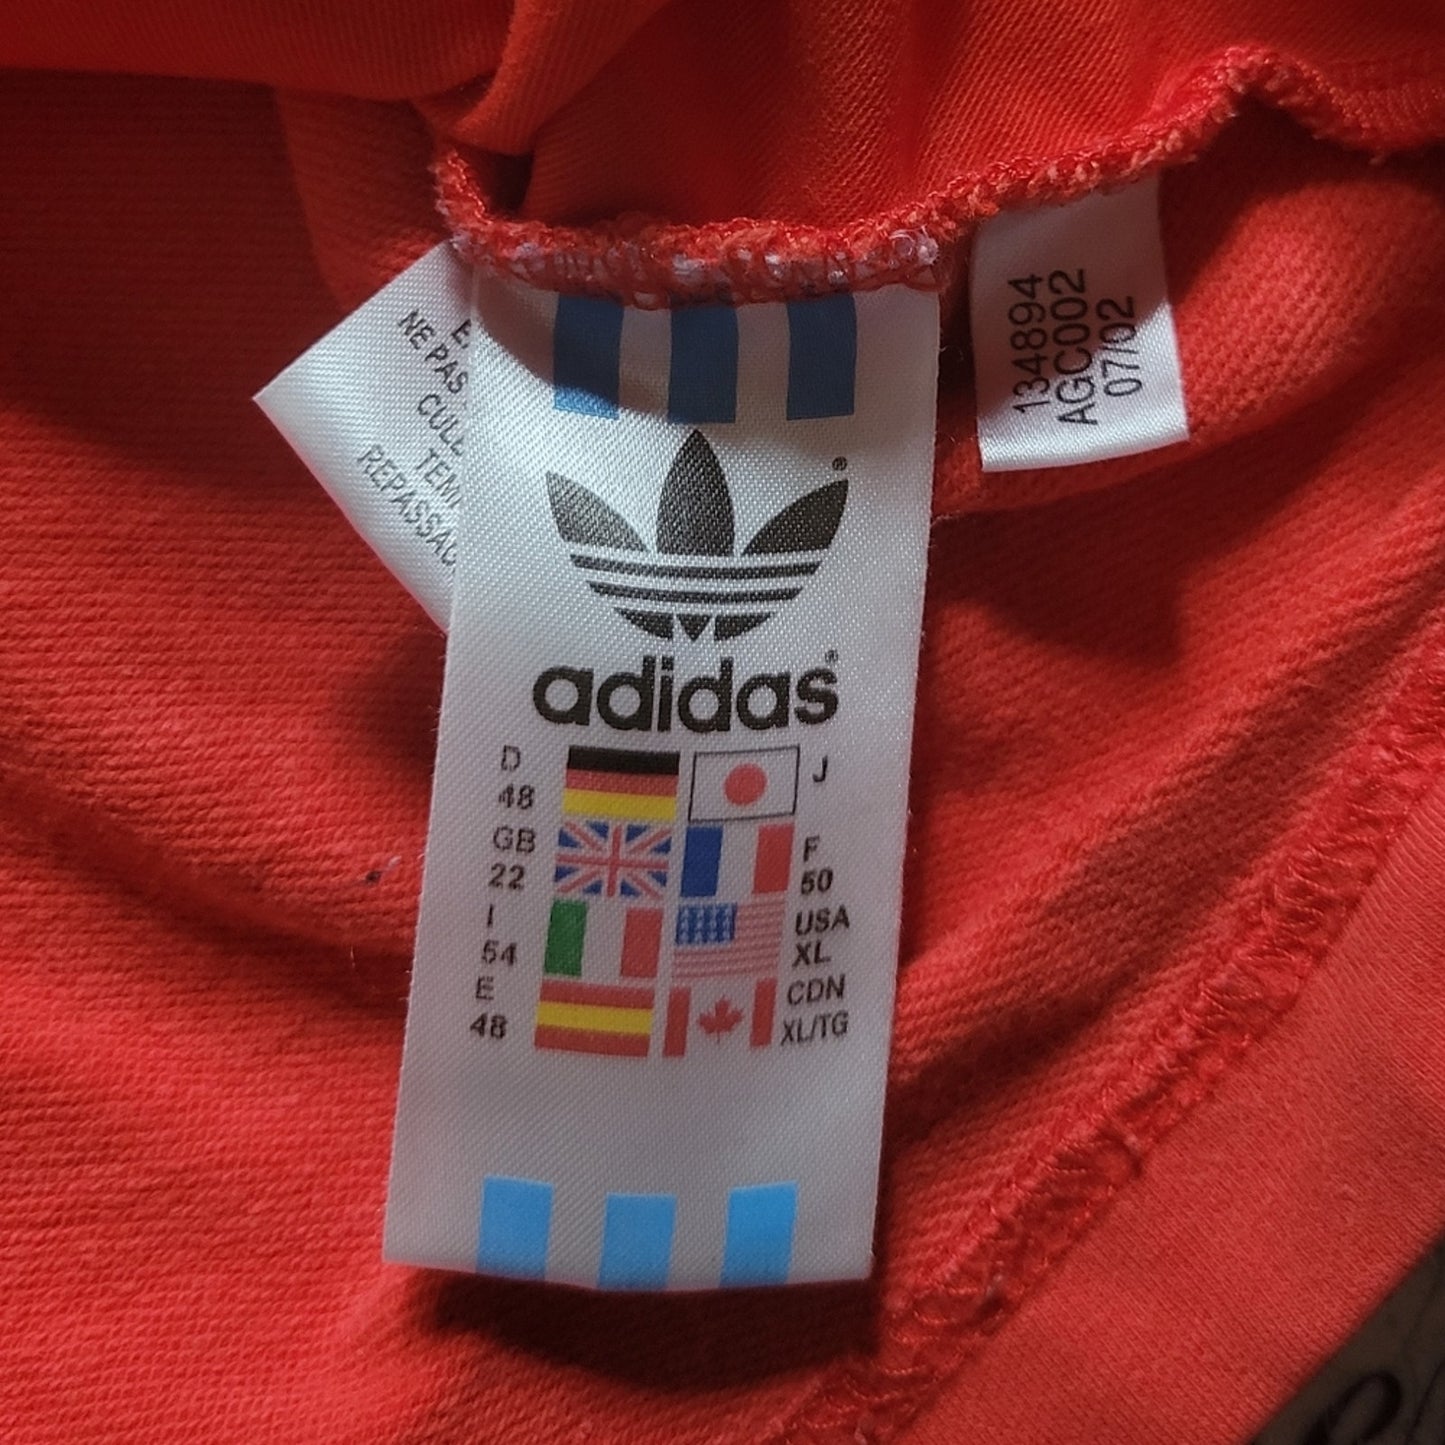 NE PAS
REPASSAG
134894
AGC002
07/02
®
adidas®
D
48
J
GB
22
F
50
I
54
USA
XL
E
48
CDN
XL/TG